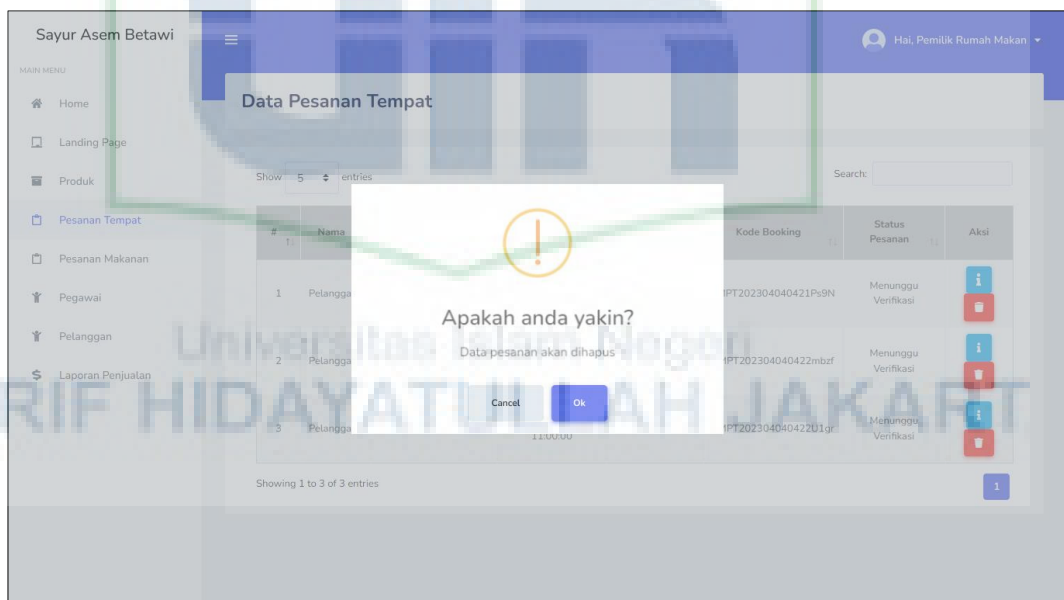 Sayur Asem Betawi
Hai, Pemilik Rumah Makan
MAIN MENU
Home
Landing Page
Produk
Pesanan Tempat
Pesanan Makanan
Pegawai
Pelanggan
Laporan Penjualan
Data Pesanan Tempat
Show 5 entries
Search:
# Nama Kode Booking Status Pesanan Aksi
1 Pelangga MPT202304040421Ps9N Menunggu Verifikasi
2 Pelangga MPT202304040422mbzf Menunggu Verifikasi
3 Pelangga 11:00:00 MPT202304040422U1gr Menunggu Verifikasi
Apakah anda yakin?
Data pesanan akan dihapus
Cancel Ok
Showing 1 to 3 of 3 entries
1
uin
Universitas Islam Negeri
RIF HIDAYATULLAH JAKART